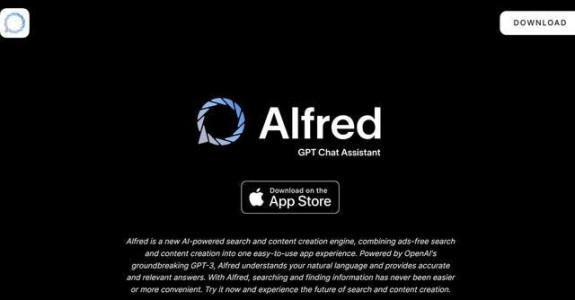 DOWNLOAD
Alfred
GPT Chat Assistant
Download on the
App Store
Alfred is a new AI-powered search and content creation engine, combining ads-free search
and content creation into one easy-to-use app experience. Powered by OpenAI's
groundbreaking GPT-3, Alfred understands your natural language and provides accurate
and relevant answers. With Alfred, searching and finding information has never been easier
or more convenient. Try it now and experience the future of search and content creation.